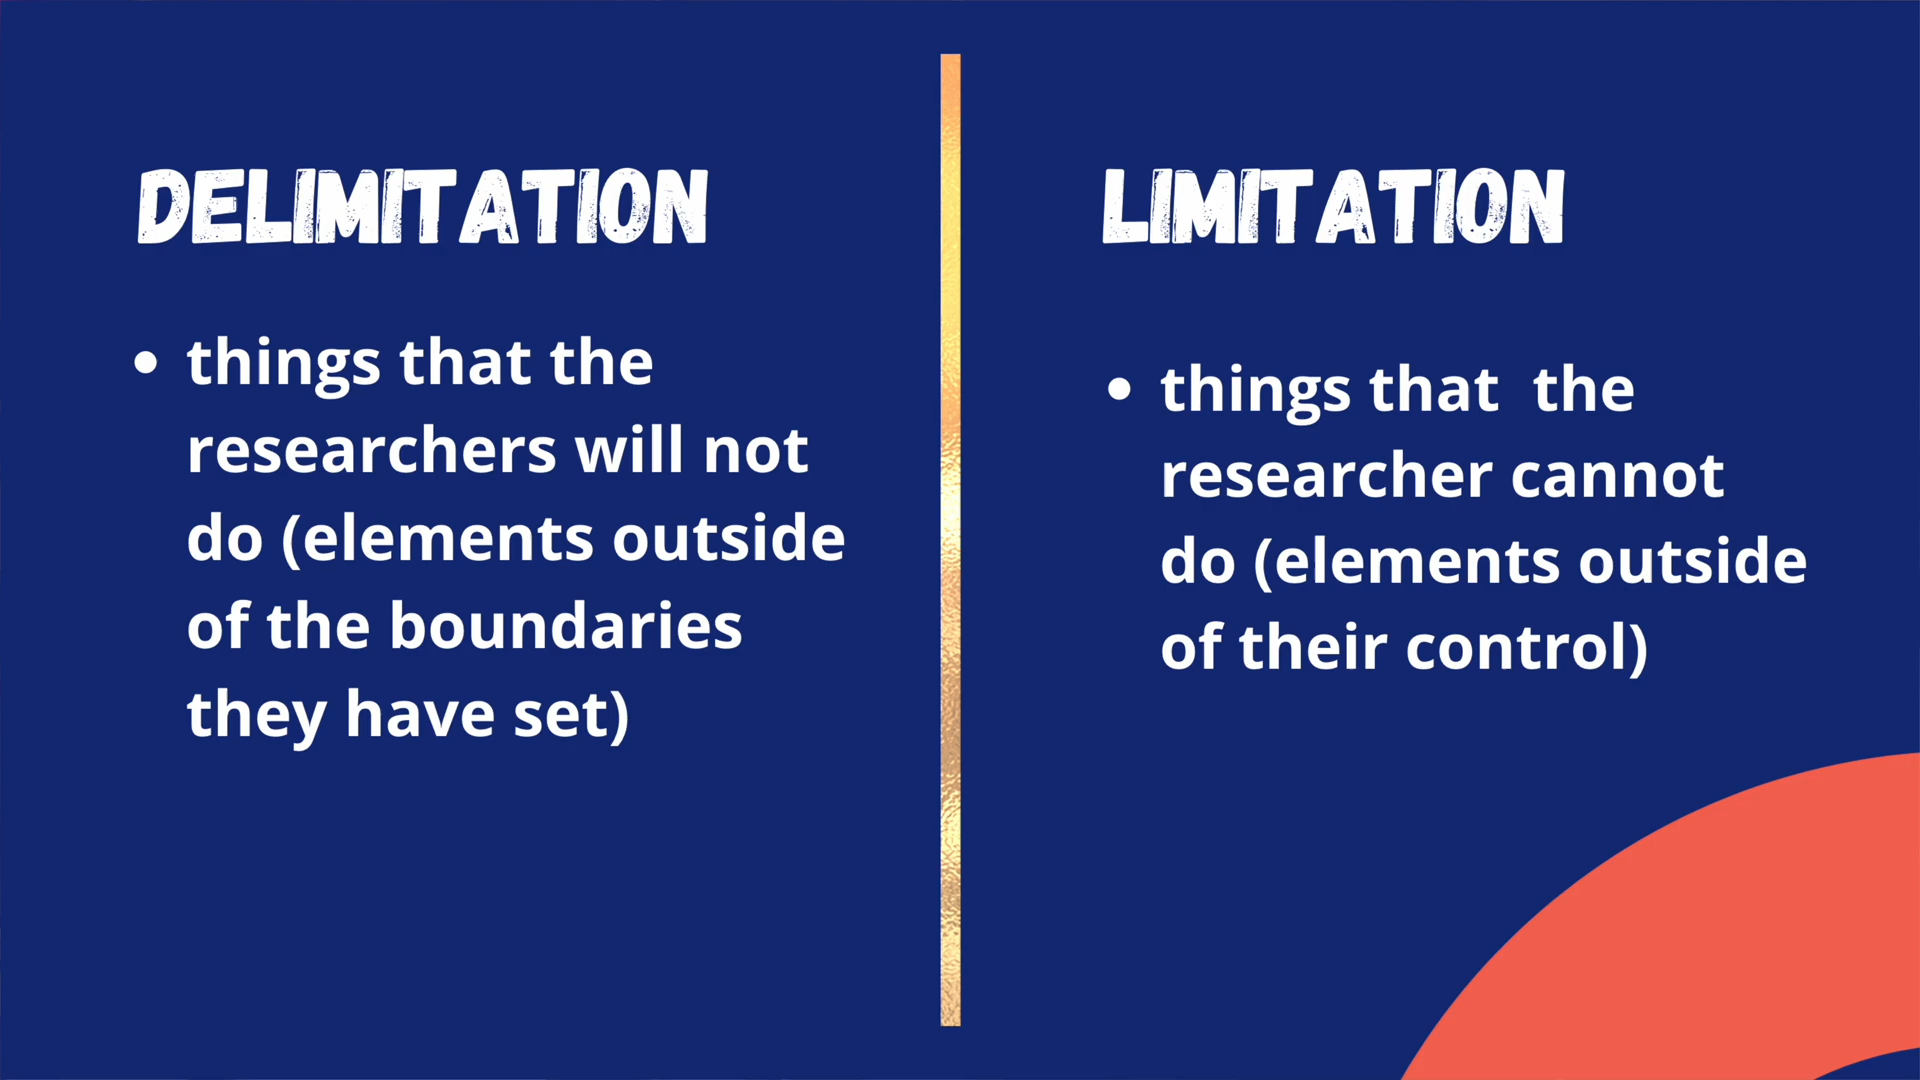 DELIMITATION
• things that the
researchers will not
do (elements outside
of the boundaries
they have set)
LIMITATION
• things that  the
researcher cannot
do (elements outside
of their control)